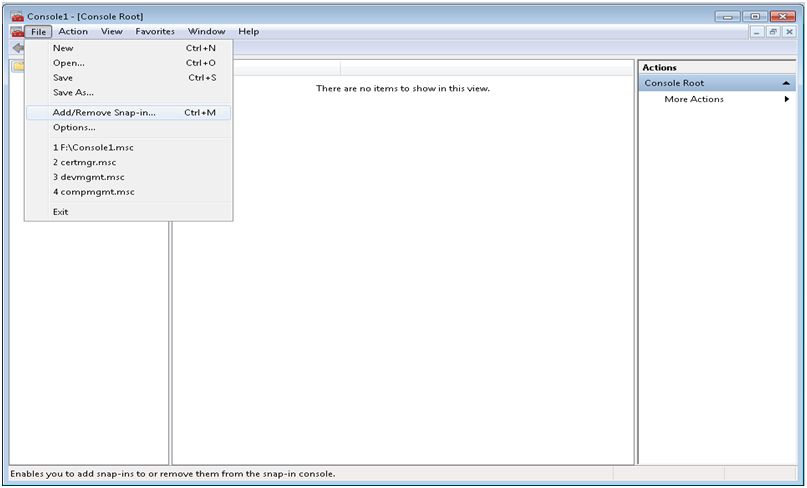 Console1 - [Console Root]
File Action View Favorites Window Help
New Ctrl+N
Open... Ctrl+O
Save Ctrl+S
Save As...
Add/Remove Snap-in... Ctrl+M
Options...
1 F:\Console1.msc
2 certmgr.msc
3 devmgmt.msc
4 compmgmt.msc
Exit
There are no items to show in this view.
Actions
Console Root
More Actions
Enables you to add snap-ins to or remove them from the snap-in console.